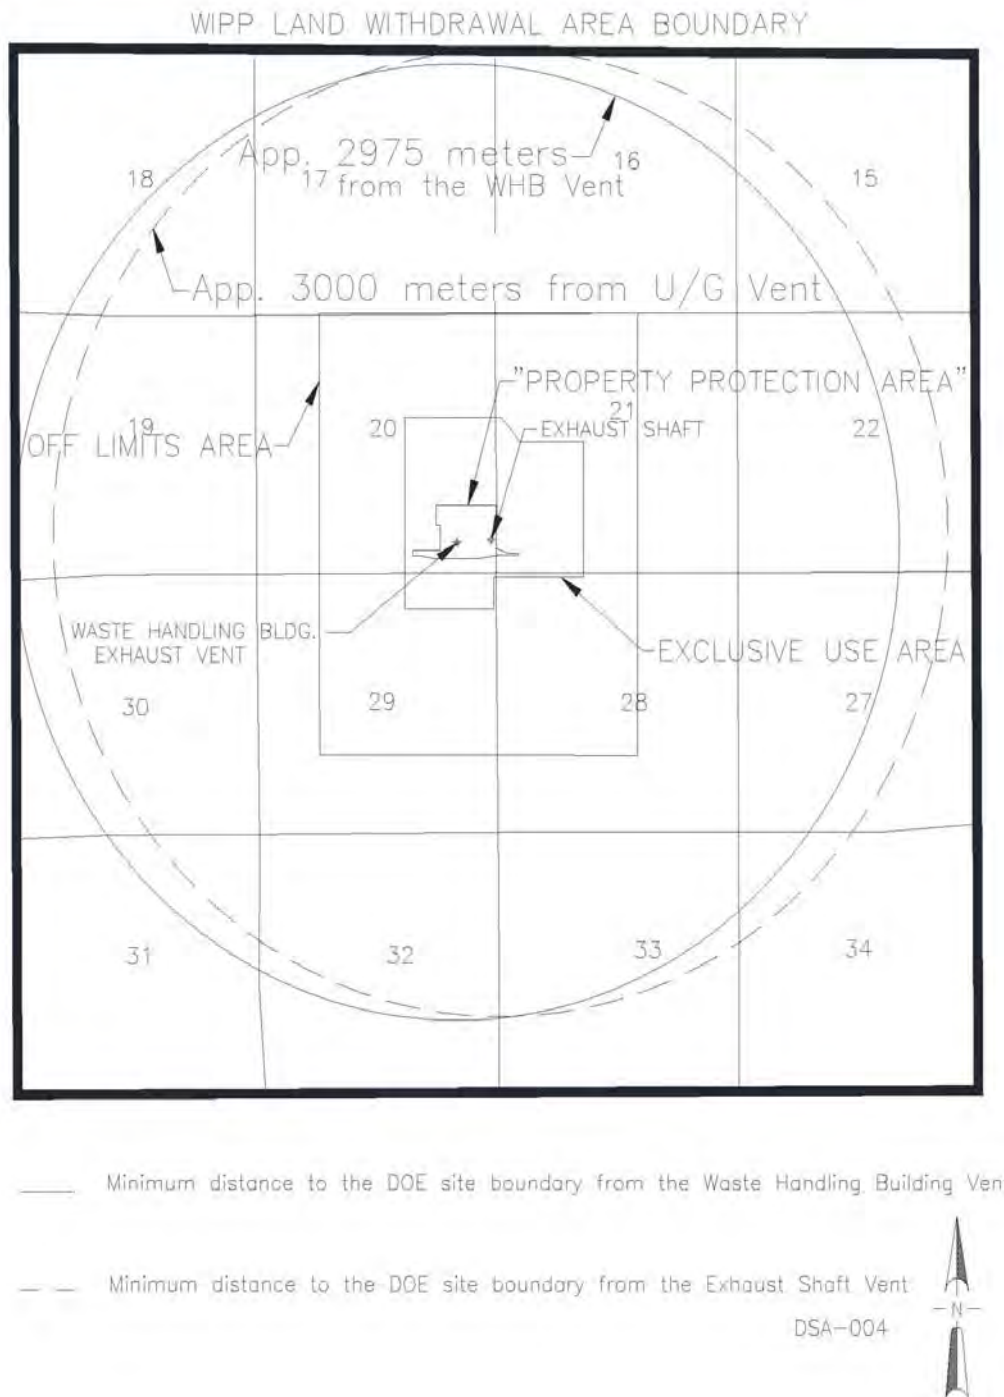 WIPP LAND WITHDRAWAL AREA BOUNDARY
App. 2975 meters
from the WHB Vent
18
17
16
15
App. 3000 meters from U/G Vent
"PROPERTY PROTECTION AREA"
19
20
21
22
EXHAUST SHAFT
OFF LIMITS AREA
WASTE HANDLING BLDG.
EXHAUST VENT
EXCLUSIVE USE AREA
30
29
28
27
31
32
33
34
Minimum distance to the DOE site boundary from the Waste Handling Building Ven
Minimum distance to the DOE site boundary from the Exhaust Shaft Vent
N
DSA-004